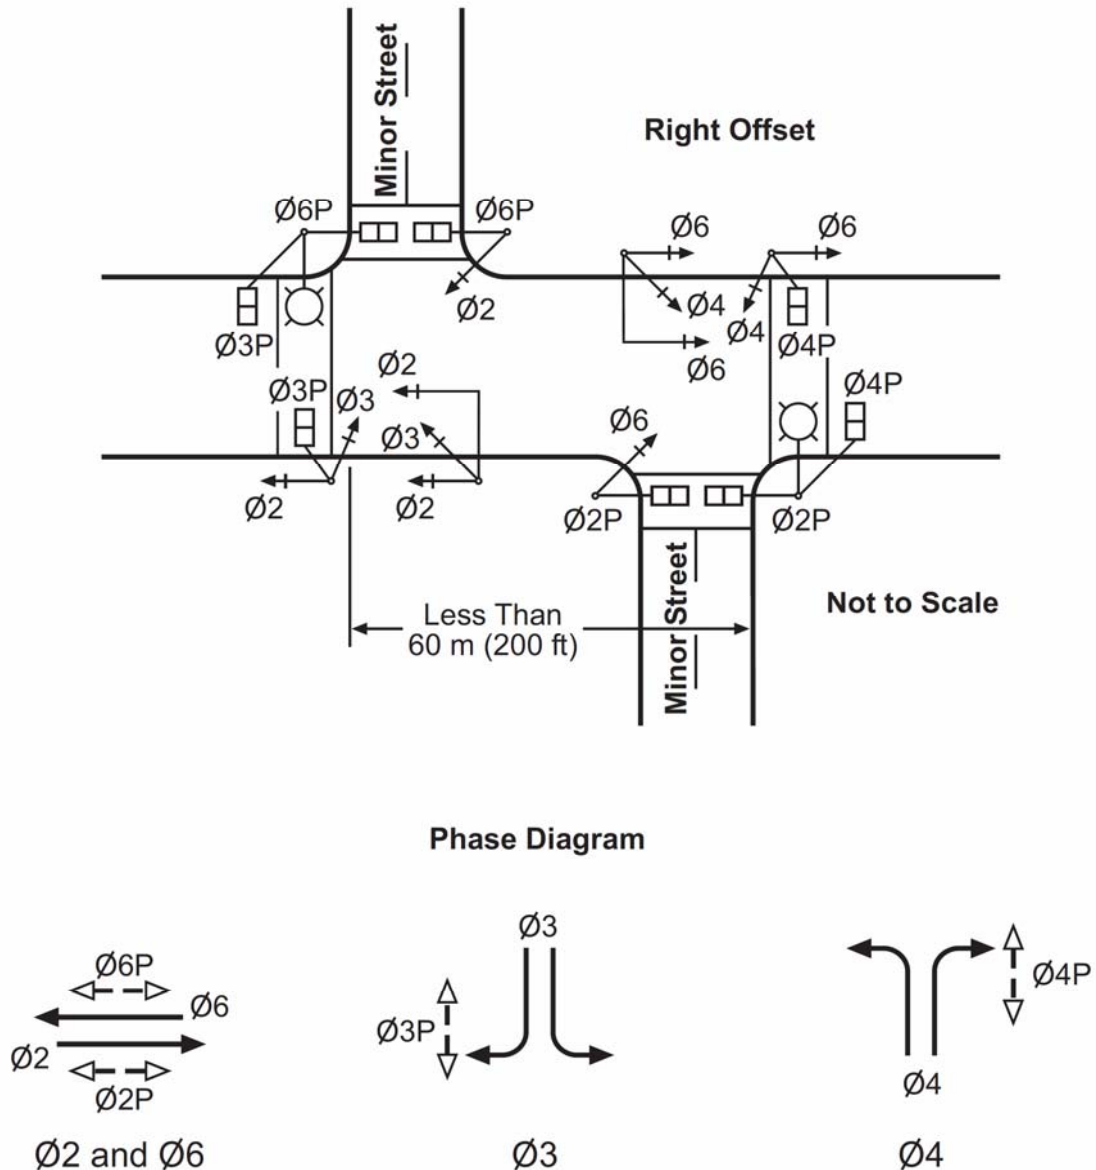 Minor Street
Right Offset
Ø6P
Ø6P
Ø6
Ø6
Ø2
Ø4
Ø4
Ø3P
Ø4P
Ø6
Ø2
Ø3P
Ø3
Ø4P
Ø6
Ø3
Ø2
Ø2
Ø2P
Ø2P
Minor Street
Not to Scale
Less Than
60 m (200 ft)
Phase Diagram
Ø6P
Ø6
Ø2
Ø2P
Ø2 and Ø6
Ø3
Ø3P
Ø3
Ø4P
Ø4
Ø4